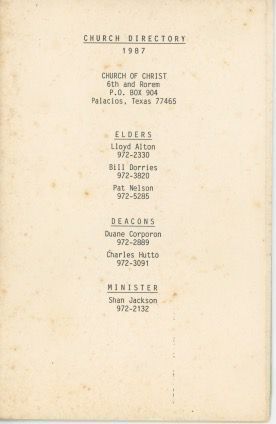 CHURCH DIRECTORY
1987
CHURCH OF CHRIST
6th and Rorem
P.O. BOX 904
Palacios, Texas 77465
ELDERS
Lloyd Alton
972-2330
Bill Dorries
972-3820
Pat Nelson
972-5285
DEACONS
Duane Corporon
972-2889
Charles Hutto
972-3091
MINISTER
Shan Jackson
972-2132